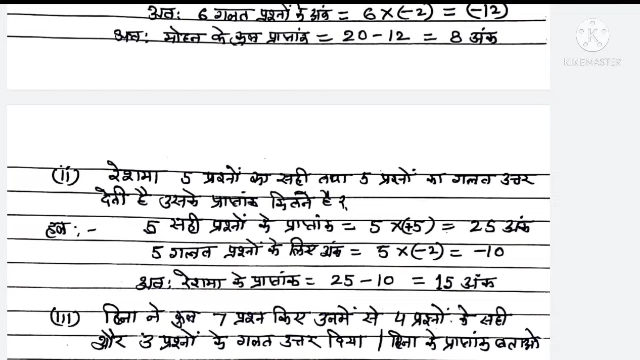 अतः 6 गलत प्रश्नों के अंक = 6 × (-2) = (-12)
अतः मोहन के कुल प्राप्तांक = 20 - 12 = 8 अंक
KINEMASTER
(ii) रेशमा 5 प्रश्नों का सही तथा 5 प्रश्नों का गलत उत्तर
देती है उसके प्राप्तांक कितने है ?
हल :- 5 सही प्रश्नों के प्राप्तांक = 5 × (+5) = 25 अंक
5 गलत प्रश्नों के लिए अंक = 5 × (-2) = -10
अतः रेशमा के प्राप्तांक = 25 - 10 = 15 अंक
(iii) हिना ने कुल 7 प्रश्न किए उनमें से 4 प्रश्नों के सही
और 3 प्रश्नों के गलत उत्तर दिया / हिना के प्राप्तांक बताओ